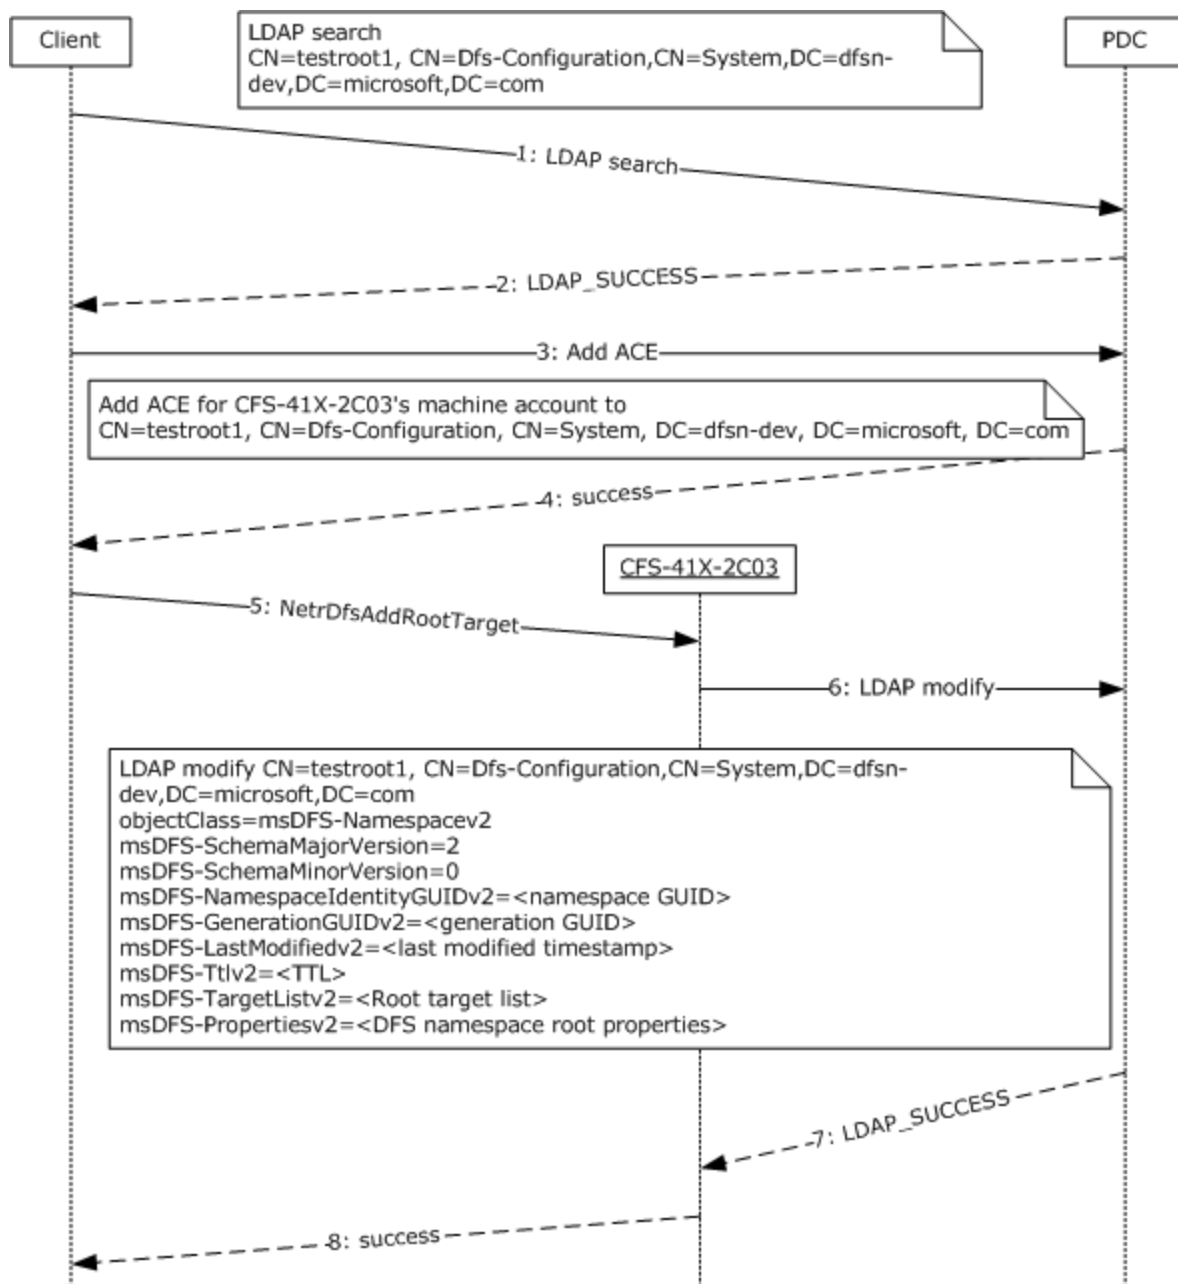 Client
LDAP search
CN=testroot1, CN=Dfs-Configuration,CN=System,DC=dfsn-
dev,DC=microsoft,DC=com
PDC
1: LDAP search
2: LDAP_SUCCESS
3: Add ACE
Add ACE for CFS-41X-2C03's machine account to
CN=testroot1, CN=Dfs-Configuration, CN=System, DC=dfsn-dev, DC=microsoft, DC=com
4: success
CFS-41X-2C03
5: NetrDfsAddRootTarget
6: LDAP modify
LDAP modify CN=testroot1, CN=Dfs-Configuration,CN=System,DC=dfsn-
dev,DC=microsoft,DC=com
objectClass=msDFS-Namespacev2
msDFS-SchemaMajorVersion=2
msDFS-SchemaMinorVersion=0
msDFS-NamespaceIdentityGUIDv2=<namespace GUID>
msDFS-GenerationGUIDv2=<generation GUID>
msDFS-LastModifiedv2=<last modified timestamp>
msDFS-Ttlv2=<TTL>
msDFS-TargetListv2=<Root target list>
msDFS-Propertiesv2=<DFS namespace root properties>
7: LDAP_SUCCESS
8: success